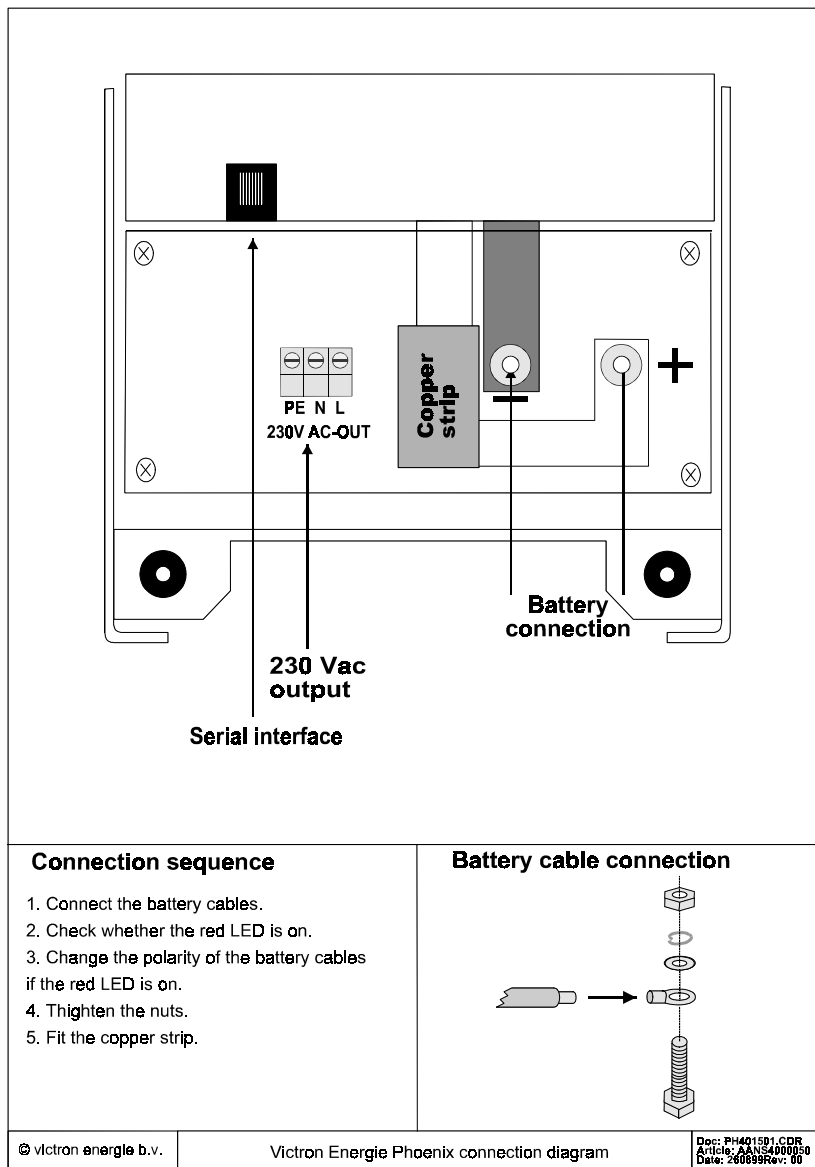 Copper
strip
+
−
PE N L
230V AC-OUT
Battery
connection
230 Vac
output
Serial interface
Connection sequence
1. Connect the battery cables.
2. Check whether the red LED is on.
3. Change the polarity of the battery cables
if the red LED is on.
4. Thighten the nuts.
5. Fit the copper strip.
Battery cable connection
© victron energie b.v.
Victron Energie Phoenix connection diagram
Doc: PH401501.CDR
Article: AANS4000050
Date: 260899Rev: 00